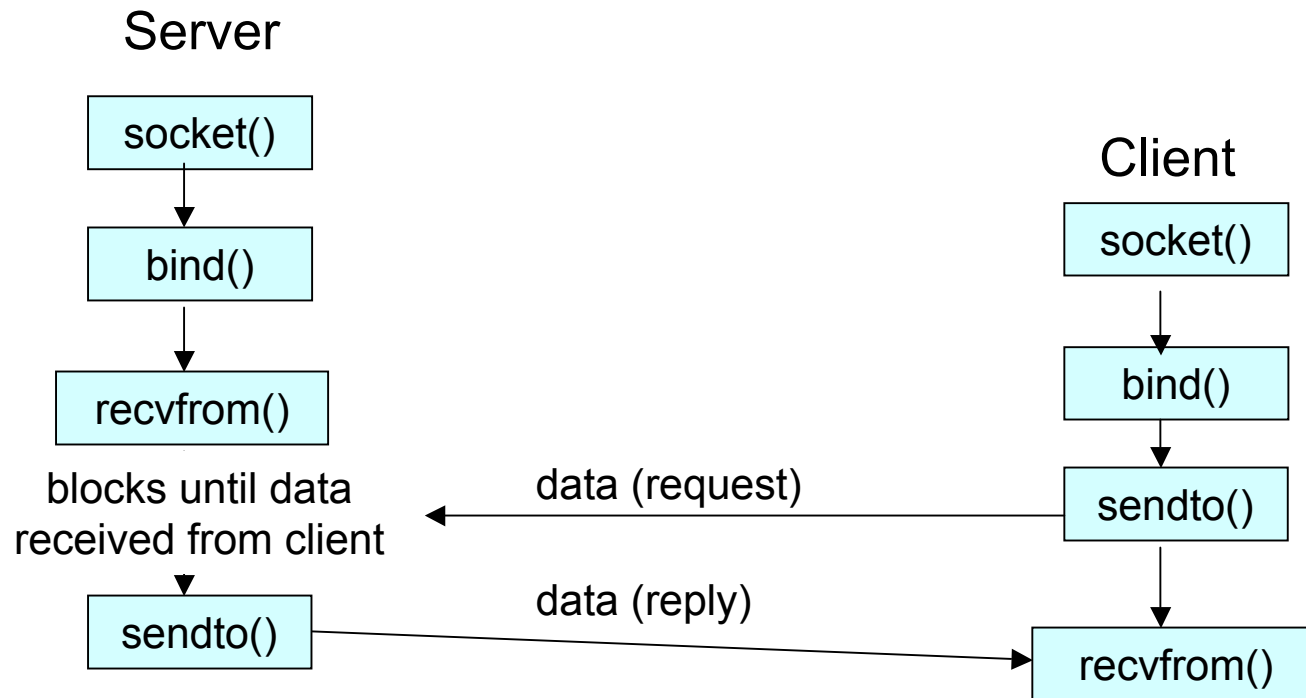 Server
socket()
bind()
recvfrom()
blocks until data
received from client
sendto()
Client
socket()
bind()
sendto()
recvfrom()
data (request)
data (reply)